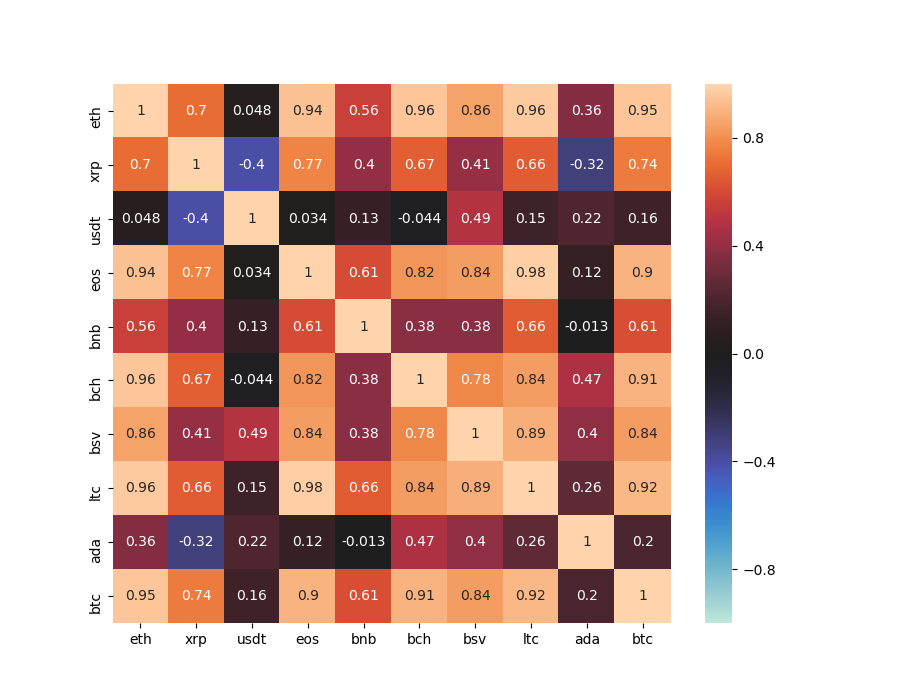 eth 1 0.7 0.048 0.94 0.56 0.96 0.86 0.96 0.36 0.95
xrp 0.7 1 -0.4 0.77 0.4 0.67 0.41 0.66 -0.32 0.74
usdt 0.048 -0.4 1 0.034 0.13 -0.044 0.49 0.15 0.22 0.16
eos 0.94 0.77 0.034 1 0.61 0.82 0.84 0.98 0.12 0.9
bnb 0.56 0.4 0.13 0.61 1 0.38 0.38 0.66 -0.013 0.61
bch 0.96 0.67 -0.044 0.82 0.38 1 0.78 0.84 0.47 0.91
bsv 0.86 0.41 0.49 0.84 0.38 0.78 1 0.89 0.4 0.84
ltc 0.96 0.66 0.15 0.98 0.66 0.84 0.89 1 0.26 0.92
ada 0.36 -0.32 0.22 0.12 -0.013 0.47 0.4 0.26 1 0.2
btc 0.95 0.74 0.16 0.9 0.61 0.91 0.84 0.92 0.2 1
eth xrp usdt eos bnb bch bsv ltc ada btc
0.8
0.4
0.0
−0.4
−0.8